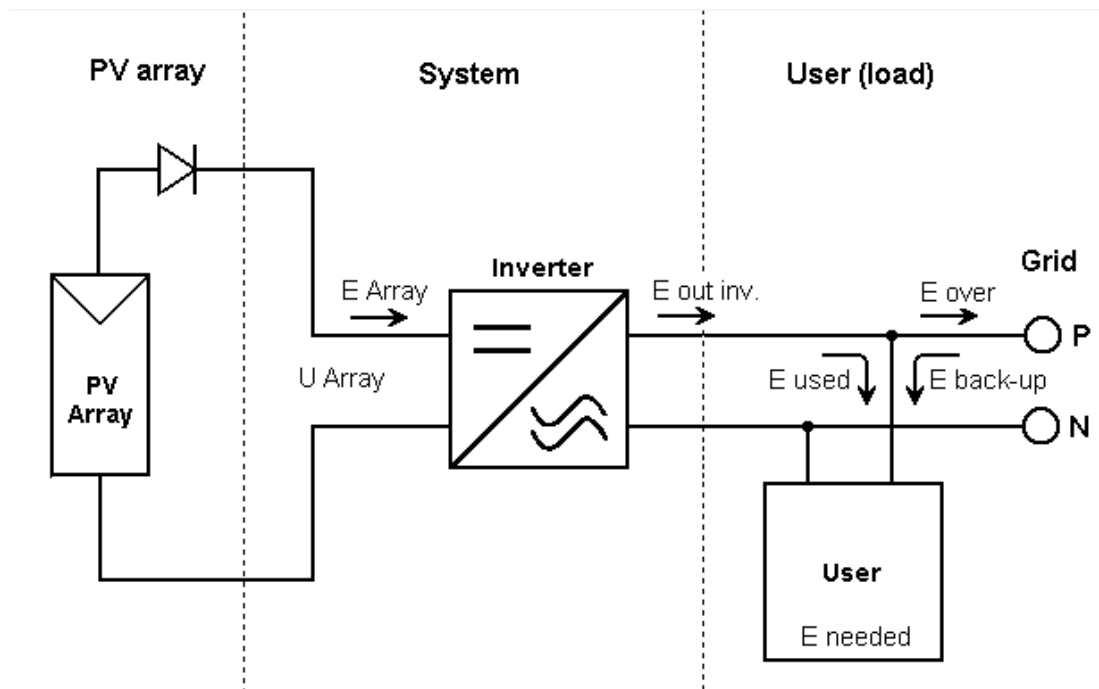 PV array
System
User (load)
Inverter
Grid
E Array
E out inv.
E over
P
PV
Array
U Array
E used
E back-up
N
User
E needed